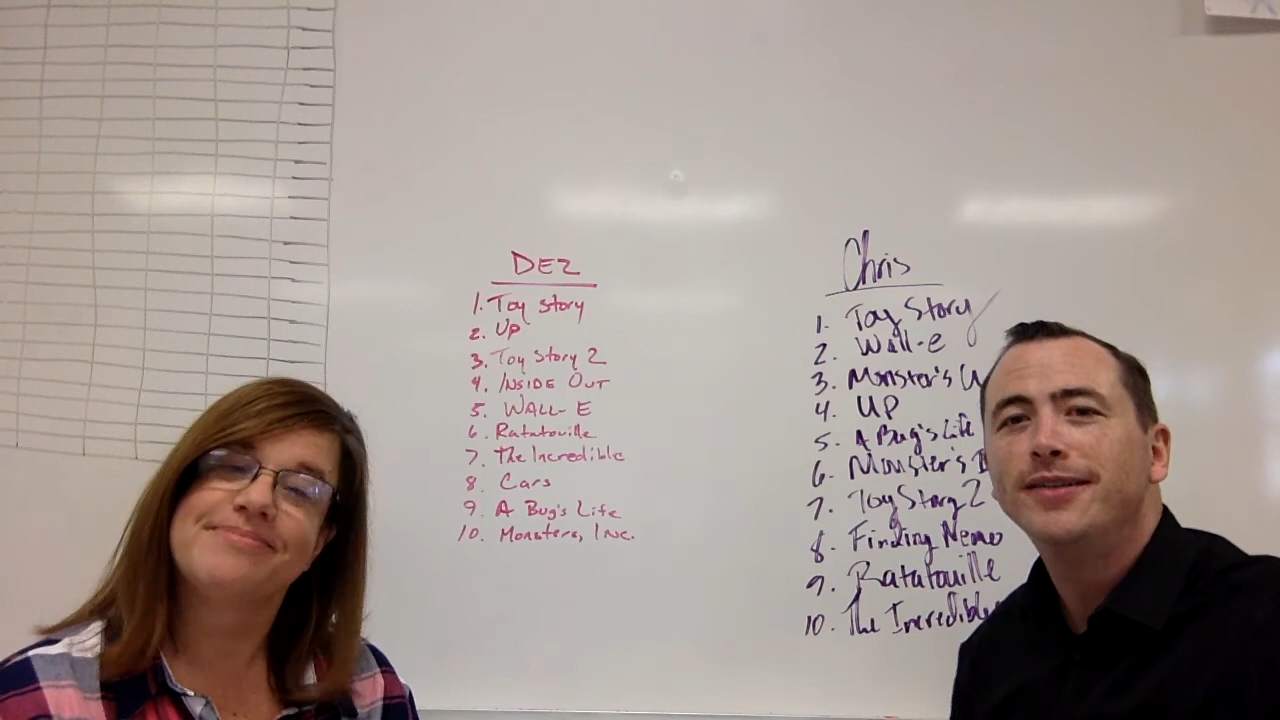 DEZ
1. Toy Story
2. UP
3. Toy Story 2
4. INSIDE OUT
5. WALL-E
6. Ratatouille
7. The Incredible
8. Cars
9. A Bug's Life
10. Monsters, Inc.
Chris
1. Toy Story
2. Wall-e
3. Monster's U
4. UP
5. A Bug's Life
6. Monster's I
7. Toy Story 2
8. Finding Nemo
9. Ratatouille
10. The Incredible